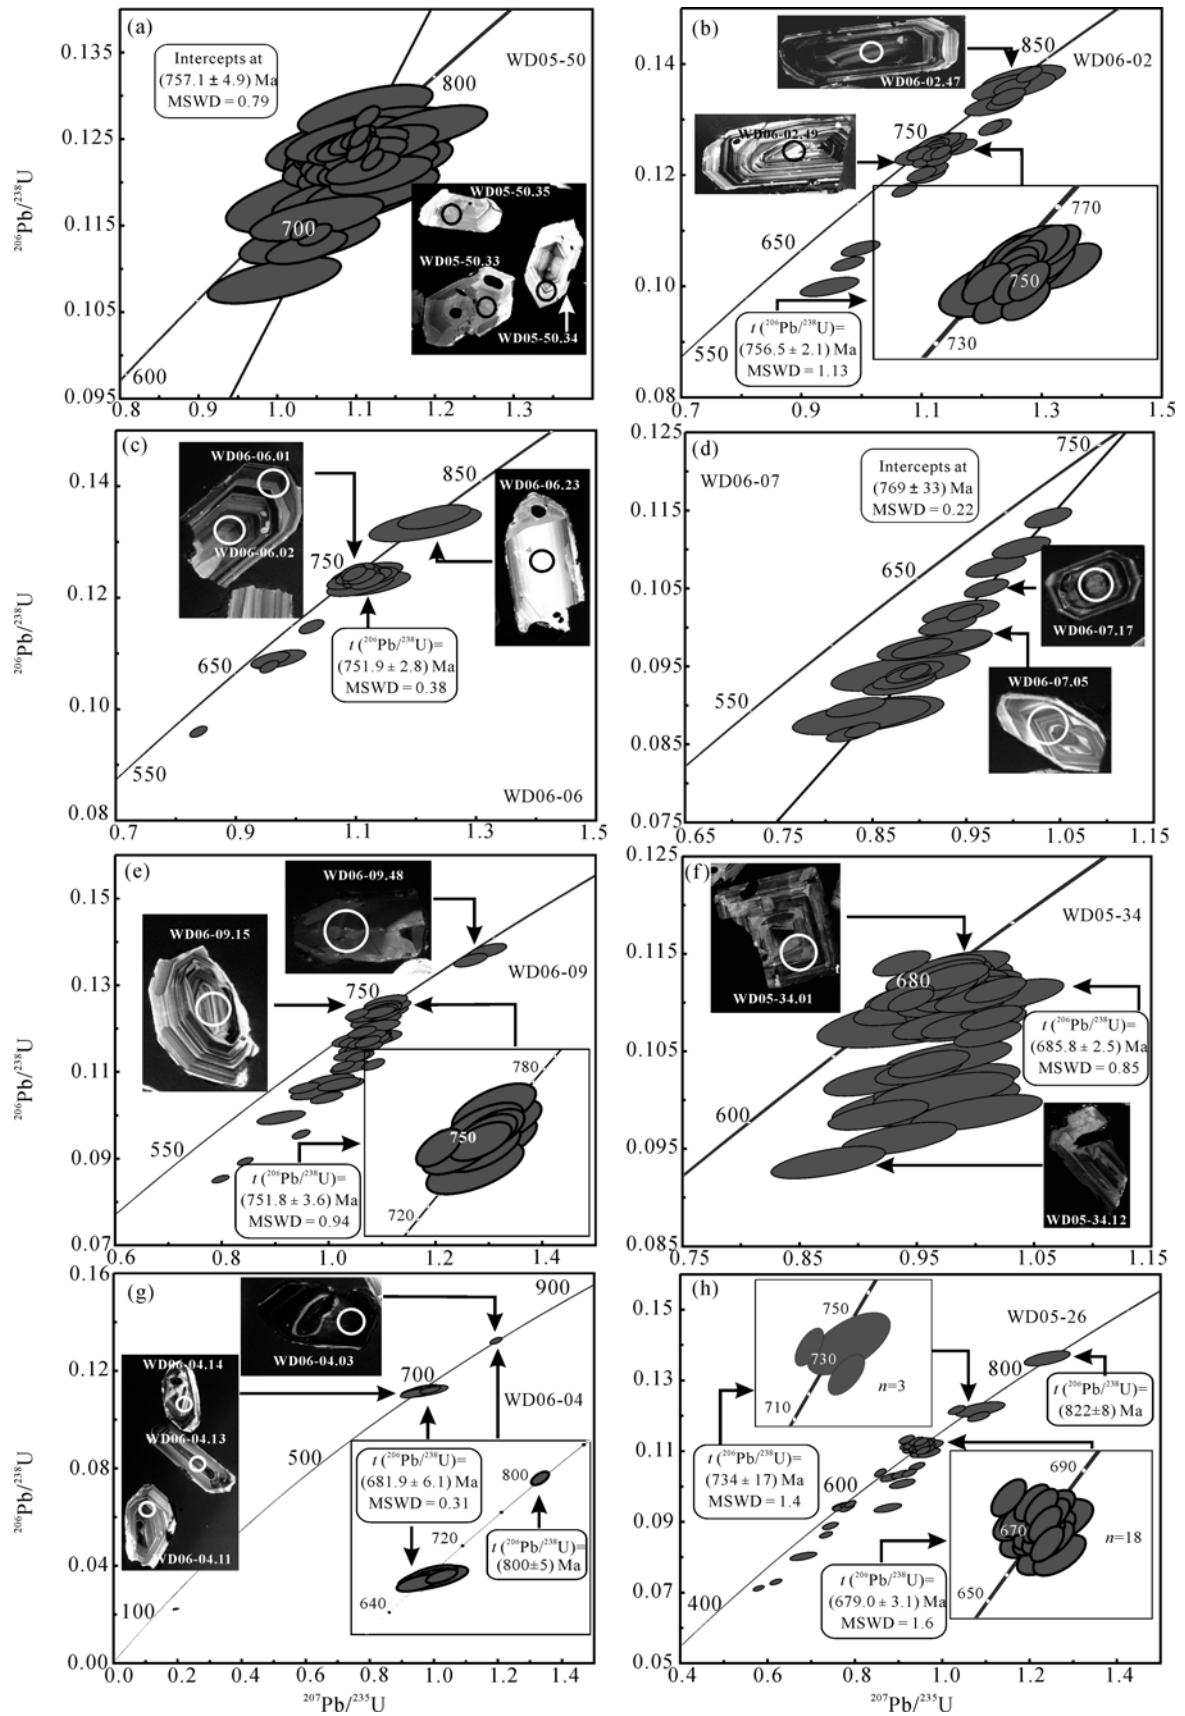 (a)
WD05-50
Intercepts at
(757.1 ± 4.9) Ma
MSWD = 0.79
800
700
600
WD05-50.35
WD05-50.33
WD05-50.34
0.135
0.125
0.115
0.107
0.095
0.8 0.9 1.0 1.1 1.2 1.3 1.4
²⁰⁶Pb/²³⁸U
(b)
WD06-02
850
WD06-02.47
WD06-02.49
750
650
550
770
750
730
t (²⁰⁶Pb/²³⁸U)=
(756.5 ± 2.1) Ma
MSWD = 1.13
0.14
0.12
0.10
0.08
0.7 0.9 1.1 1.3 1.5
(c)
WD06-06.01
WD06-06.02
WD06-06.23
850
750
650
550
t (²⁰⁶Pb/²³⁸U)=
(751.9 ± 2.8) Ma
MSWD = 0.38
WD06-06
0.14
0.12
0.10
0.08
0.7 0.9 1.1 1.3 1.5
²⁰⁶Pb/²³⁸U
(d)
WD06-07
Intercepts at
(769 ± 33) Ma
MSWD = 0.22
750
650
550
WD06-07.17
WD06-07.05
0.125
0.115
0.105
0.095
0.085
0.075
0.65 0.75 0.85 0.95 1.05 1.15
(e)
WD06-09.48
WD06-09.15
WD06-09
750
550
780
750
720
t (²⁰⁶Pb/²³⁸U)=
(751.8 ± 3.6) Ma
MSWD = 0.94
0.15
0.13
0.11
0.09
0.07
0.6 0.8 1.0 1.2 1.4
²⁰⁶Pb/²³⁸U
(f)
WD05-34
WD05-34.01
680
600
t (²⁰⁶Pb/²³⁸U)=
(685.8 ± 2.5) Ma
MSWD = 0.85
WD05-34.12
0.125
0.115
0.105
0.095
0.085
0.75 0.85 0.95 1.05 1.15
(g)
900
WD06-04.03
WD06-04.14
WD06-04.13
WD06-04.11
700
WD06-04
500
100
t (²⁰⁶Pb/²³⁸U)=
(681.9 ± 6.1) Ma
MSWD = 0.31
800
720
640
t (²⁰⁶Pb/²³⁸U)=
(800±5) Ma
0.16
0.12
0.08
0.04
0.00
0.0 0.2 0.4 0.6 0.8 1.0 1.2 1.4
²⁰⁶Pb/²³⁸U
²⁰⁷Pb/²³⁵U
(h)
WD05-26
750
730
710
n=3
800
600
400
t (²⁰⁶Pb/²³⁸U)=
(822±8) Ma
t (²⁰⁶Pb/²³⁸U)=
(734 ± 17) Ma
MSWD = 1.4
690
670
650
n=18
t (²⁰⁶Pb/²³⁸U)=
(679.0 ± 3.1) Ma
MSWD = 1.6
0.15
0.13
0.11
0.09
0.07
0.05
0.4 0.6 0.8 1.0 1.2 1.4
²⁰⁷Pb/²³⁵U